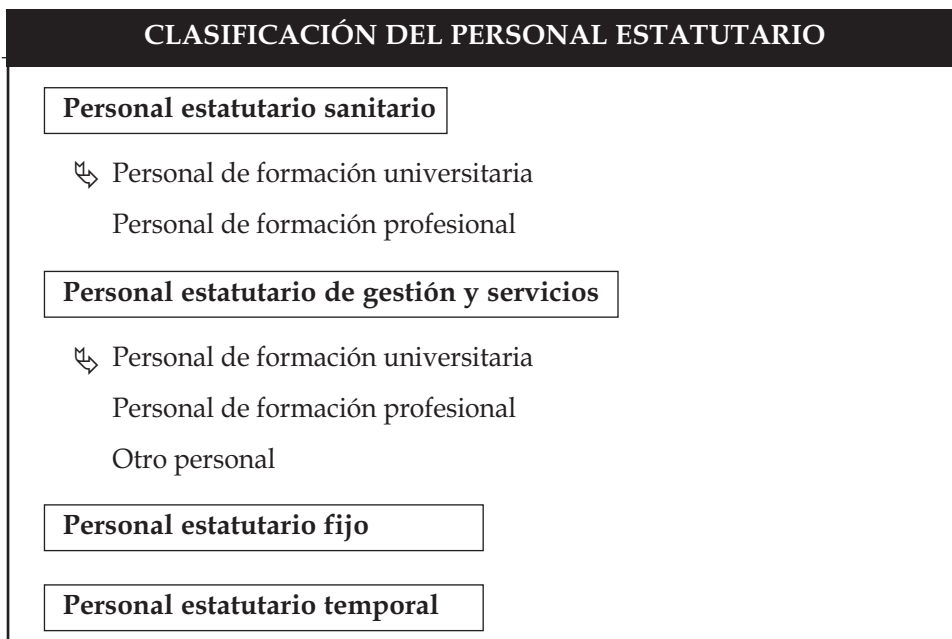 CLASIFICACIÓN DEL PERSONAL ESTATUTARIO
Personal estatutario sanitario
Personal de formación universitaria
Personal de formación profesional
Personal estatutario de gestión y servicios
Personal de formación universitaria
Personal de formación profesional
Otro personal
Personal estatutario fijo
Personal estatutario temporal